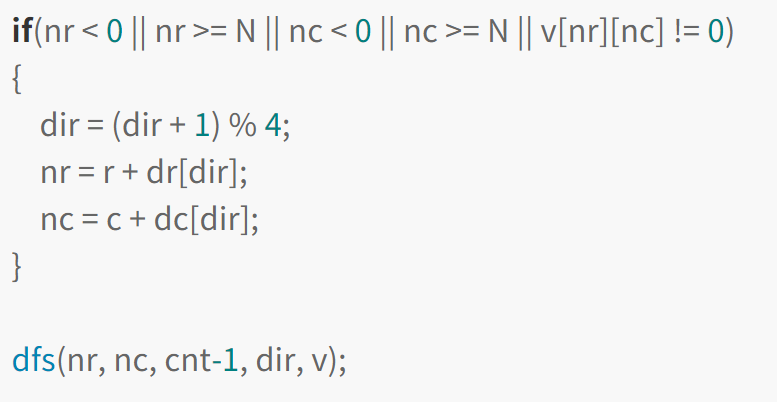 if(nr < 0 || nr >= N || nc < 0 || nc >= N || v[nr][nc] != 0)
{
    dir = (dir + 1) % 4;
    nr = r + dr[dir];
    nc = c + dc[dir];
}

dfs(nr, nc, cnt-1, dir, v);